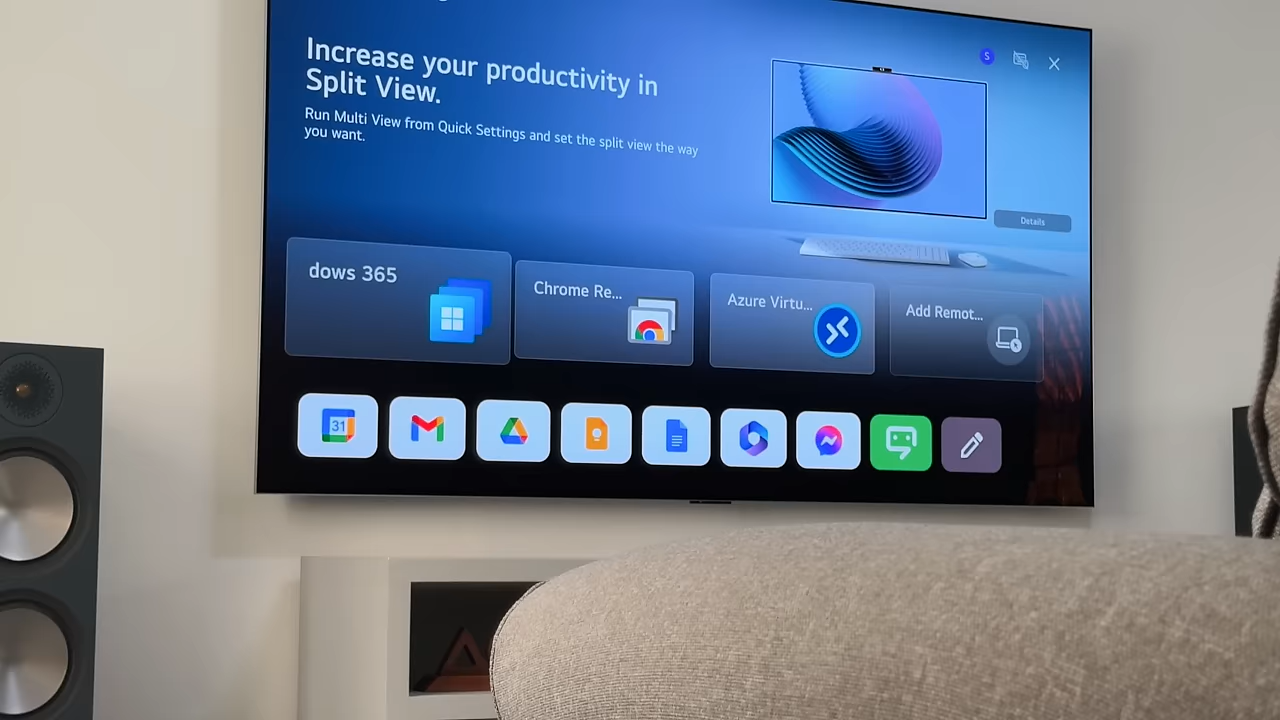 Increase your productivity in
Split View.
Run Multi View from Quick Settings and set the split view the way
you want.
S
Details
dows 365
Chrome Re...
Azure Virtu...
Add Remot...
31